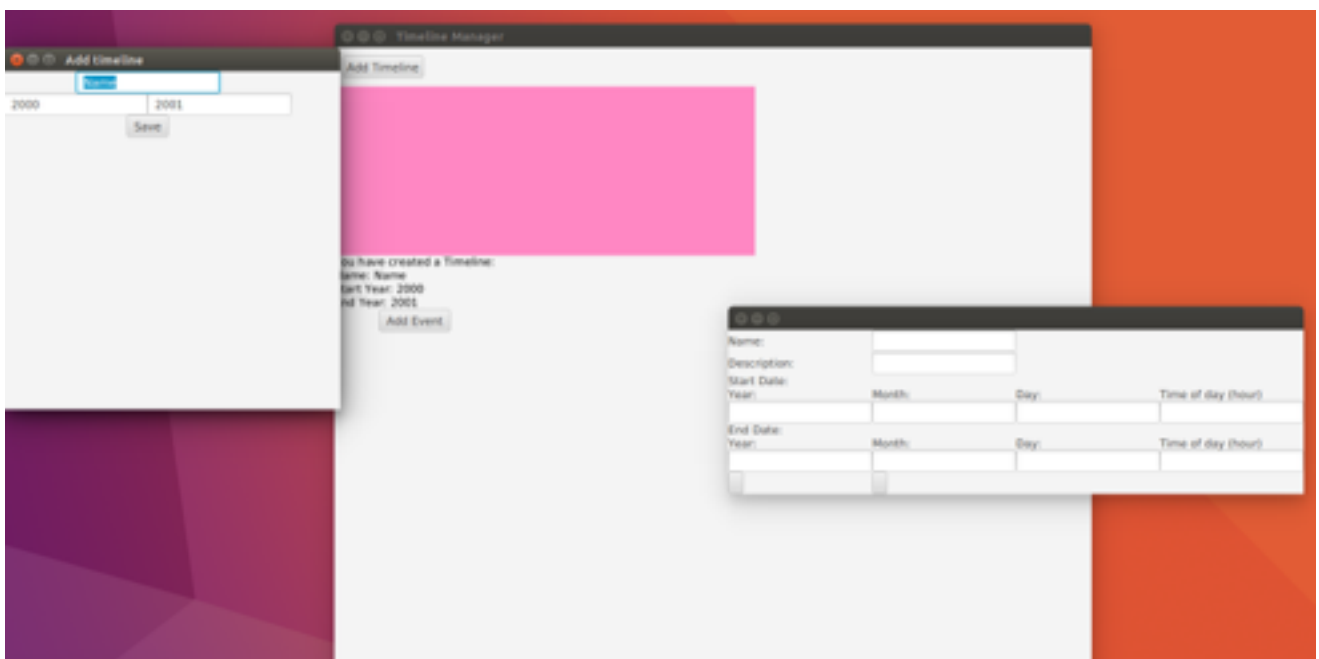 Timeline Manager
Add Timeline
Add timeline
Name
2000 2001
Save
ou have created a Timeline:
ame: Name
tart Year: 2000
nd Year: 2001
Add Event
Name:
Description:
Start Date:
Year: Month: Day: Time of day (hour)
End Date:
Year: Month: Day: Time of day (hour)